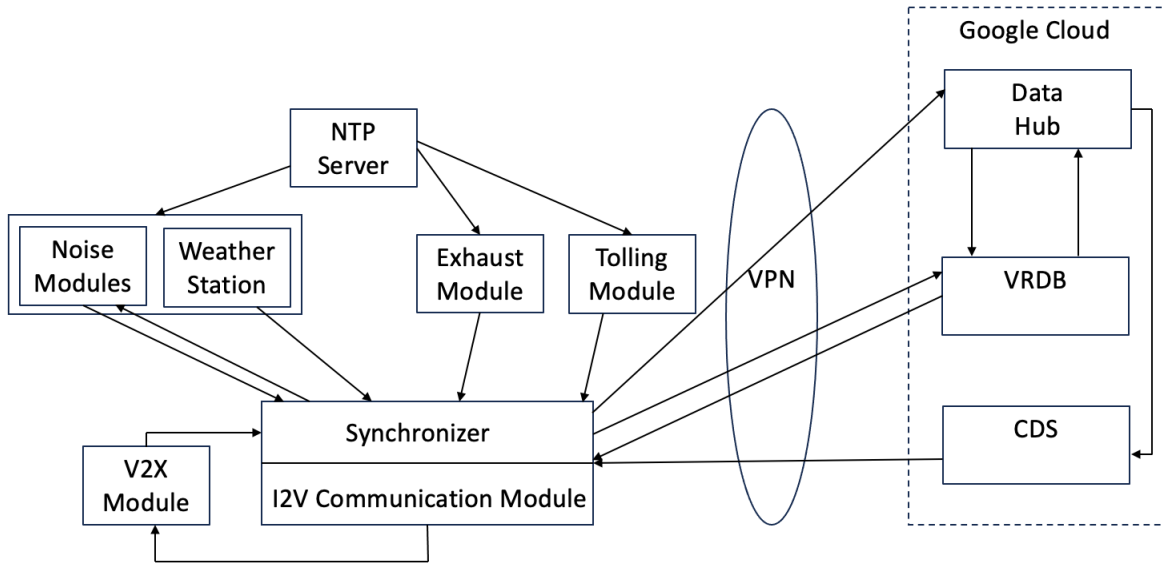 Google Cloud
Data
Hub
NTP
Server
Noise
Modules
Weather
Station
Exhaust
Module
Tolling
Module
VPN
VRDB
Synchronizer
CDS
V2X
Module
I2V Communication Module